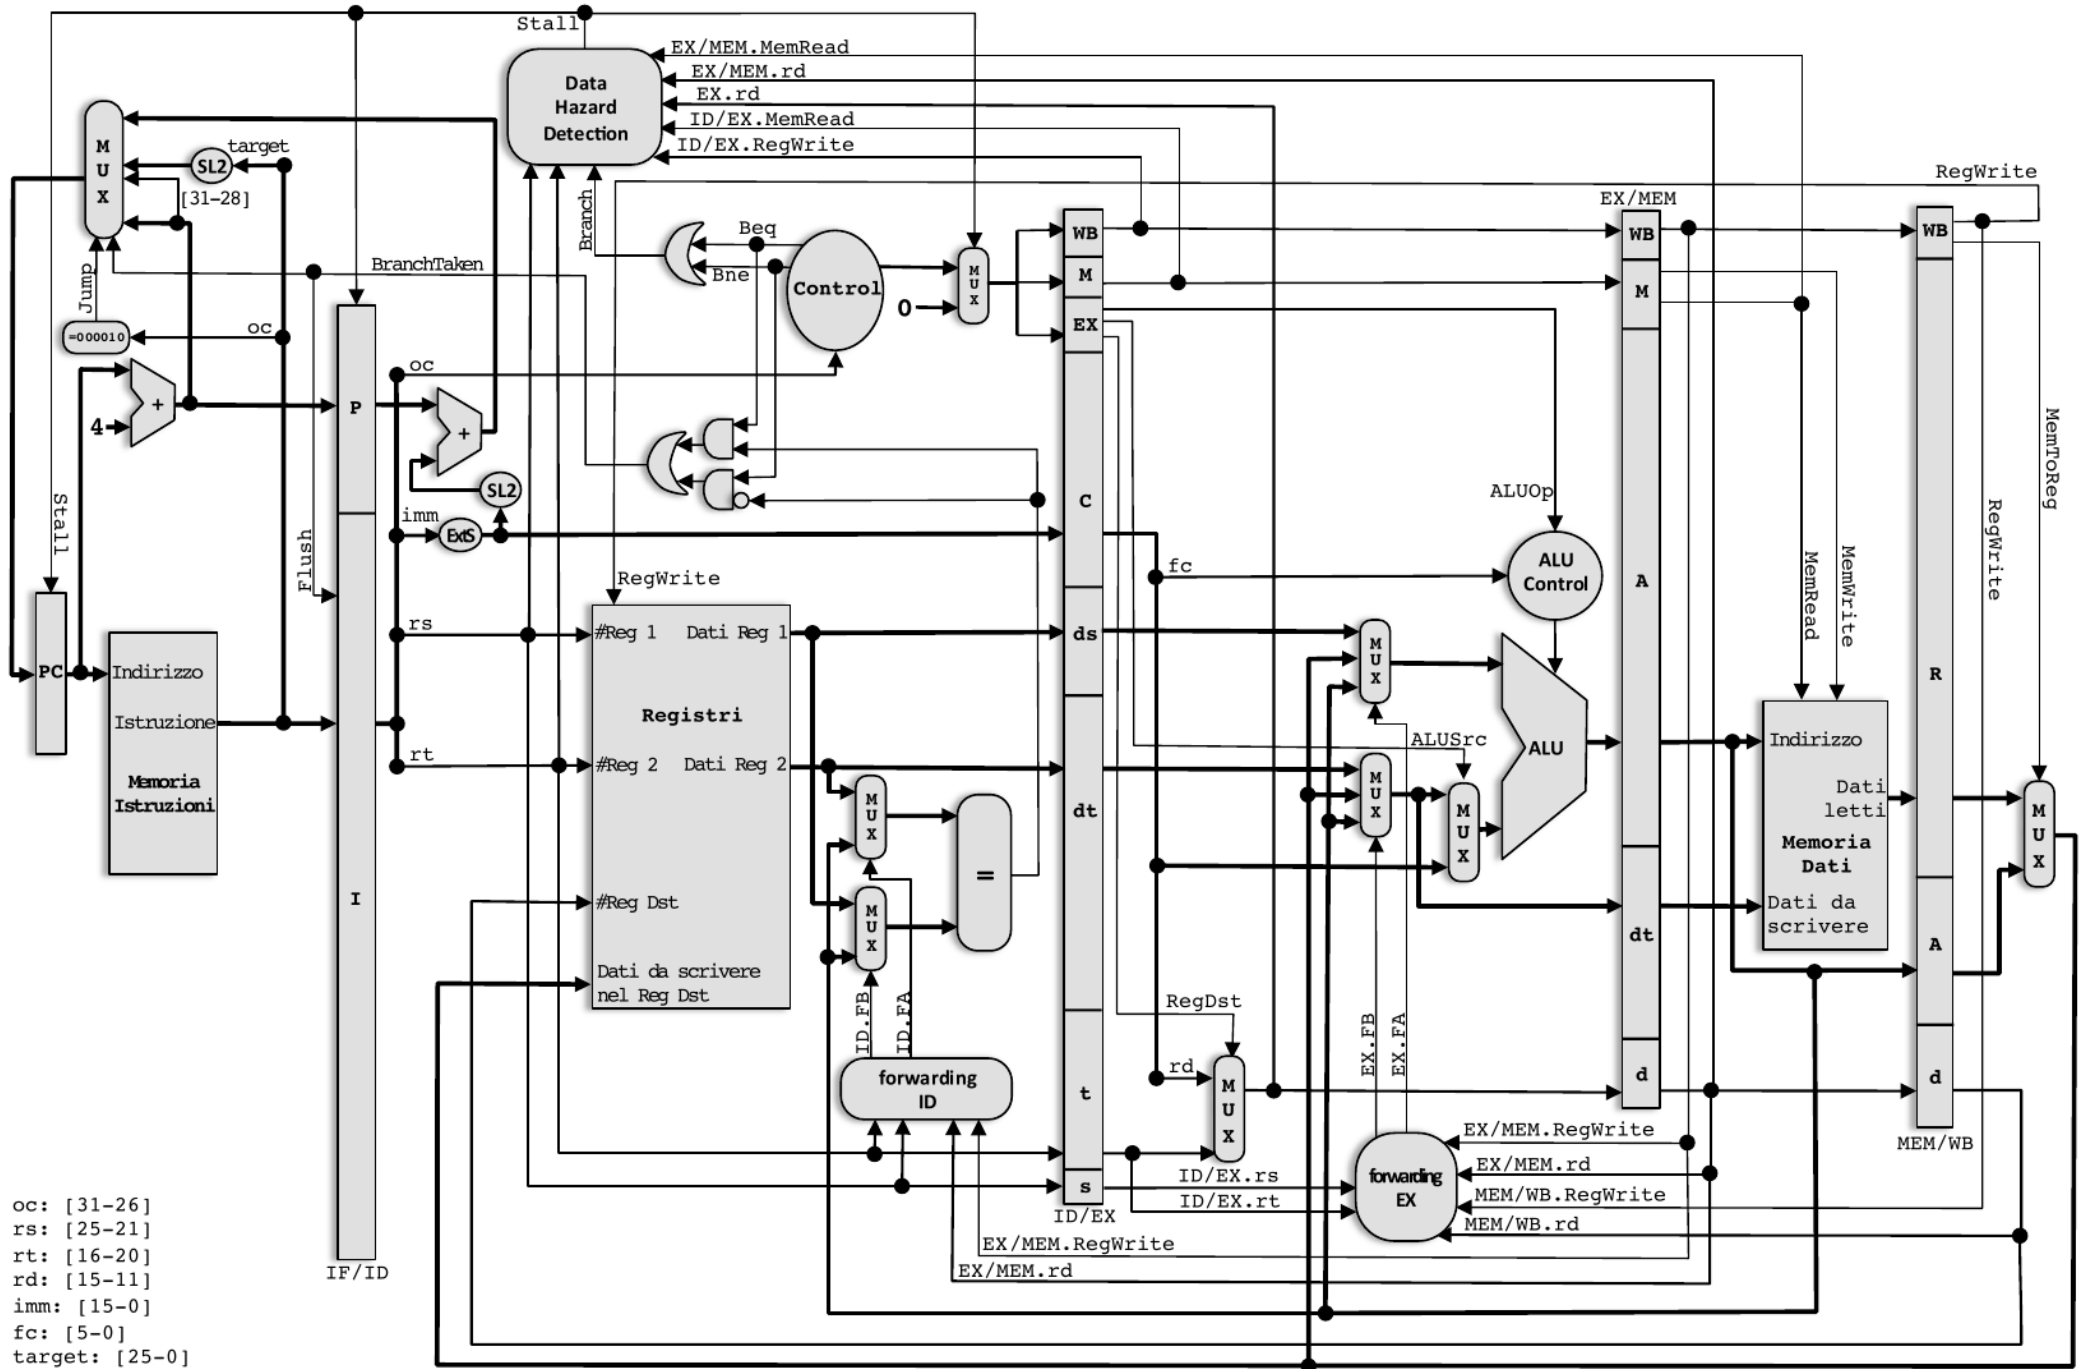 Stall
EX/MEM.MemRead
EX/MEM.rd
EX.rd
ID/EX.MemRead
ID/EX.RegWrite
Data
Hazard
Detection
M
U
X
target
SL2
[31-28]
RegWrite
EX/MEM
Branch
Beq
Bne
Control
0
M
U
X
WB
M
EX
WB
M
WB
BranchTaken
Jump
=000010
oc
oc
P
+
4
+
SL2
imm
ExtS
Stall
Flush
C
ALUOp
ALU
Control
fc
A
MemRead
MemWrite
RegWrite
MemToReg
RegWrite
rs
#Reg 1
Dati Reg 1
ds
M
U
X
PC
Indirizzo
Istruzione
Memoria
Istruzioni
Registri
R
rt
#Reg 2
Dati Reg 2
ALUSrc
ALU
Indirizzo
Dati
letti
Memoria
Dati
Dati da
scrivere
M
U
X
M
U
X
M
U
X
M
U
X
dt
=
I
#Reg Dst
M
U
X
dt
A
Dati da scrivere
nel Reg Dst
ID.FB
ID.FA
RegDst
EX.FB
EX.FA
forwarding
ID
t
rd
M
U
X
d
d
s
ID/EX
ID/EX.rs
ID/EX.rt
forwarding
EX
EX/MEM.RegWrite
EX/MEM.rd
MEM/WB.RegWrite
MEM/WB.rd
MEM/WB
EX/MEM.RegWrite
EX/MEM.rd
IF/ID
oc: [31-26]
rs: [25-21]
rt: [16-20]
rd: [15-11]
imm: [15-0]
fc: [5-0]
target: [25-0]